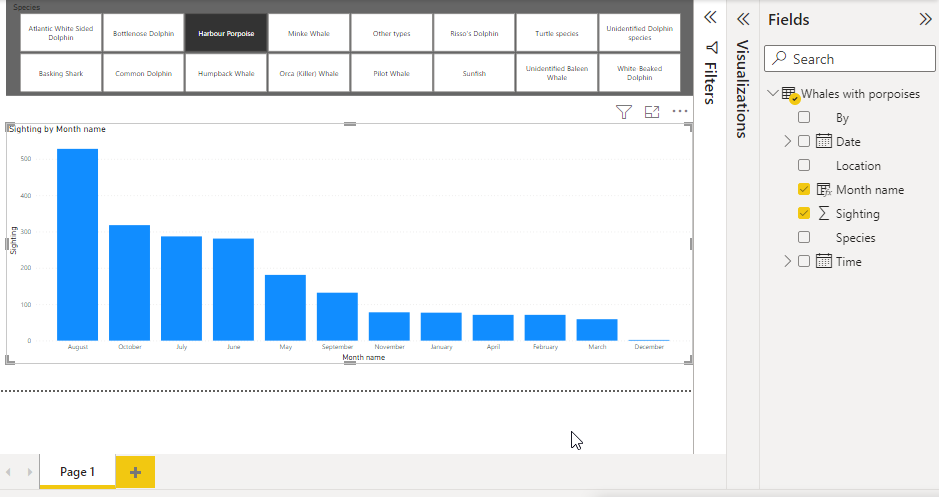 Species
Atlantic White Sided Dolphin
Bottlenose Dolphin
Harbour Porpoise
Minke Whale
Other types
Risso's Dolphin
Turtle species
Unidentified Dolphin species
Basking Shark
Common Dolphin
Humpback Whale
Orca (Killer) Whale
Pilot Whale
Sunfish
Unidentified Baleen Whale
White-Beaked Dolphin
Sighting by Month name
500
400
300
200
100
0
Sighting
August
October
July
June
May
September
November
January
April
February
March
December
Month name
Page 1
Filters
Visualizations
Fields
Search
Whales with porpoises
By
Date
Location
Month name
Sighting
Species
Time